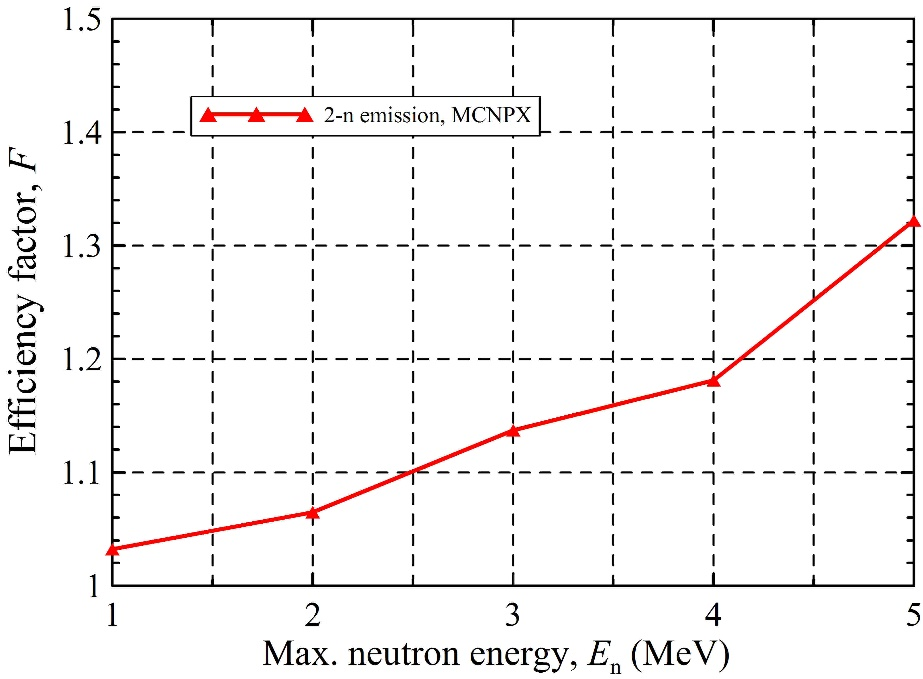 1.5
1.4
1.3
1.2
1.1
1
Efficiency factor, F
2-n emission, MCNPX
1 2 3 4 5
Max. neutron energy, En (MeV)